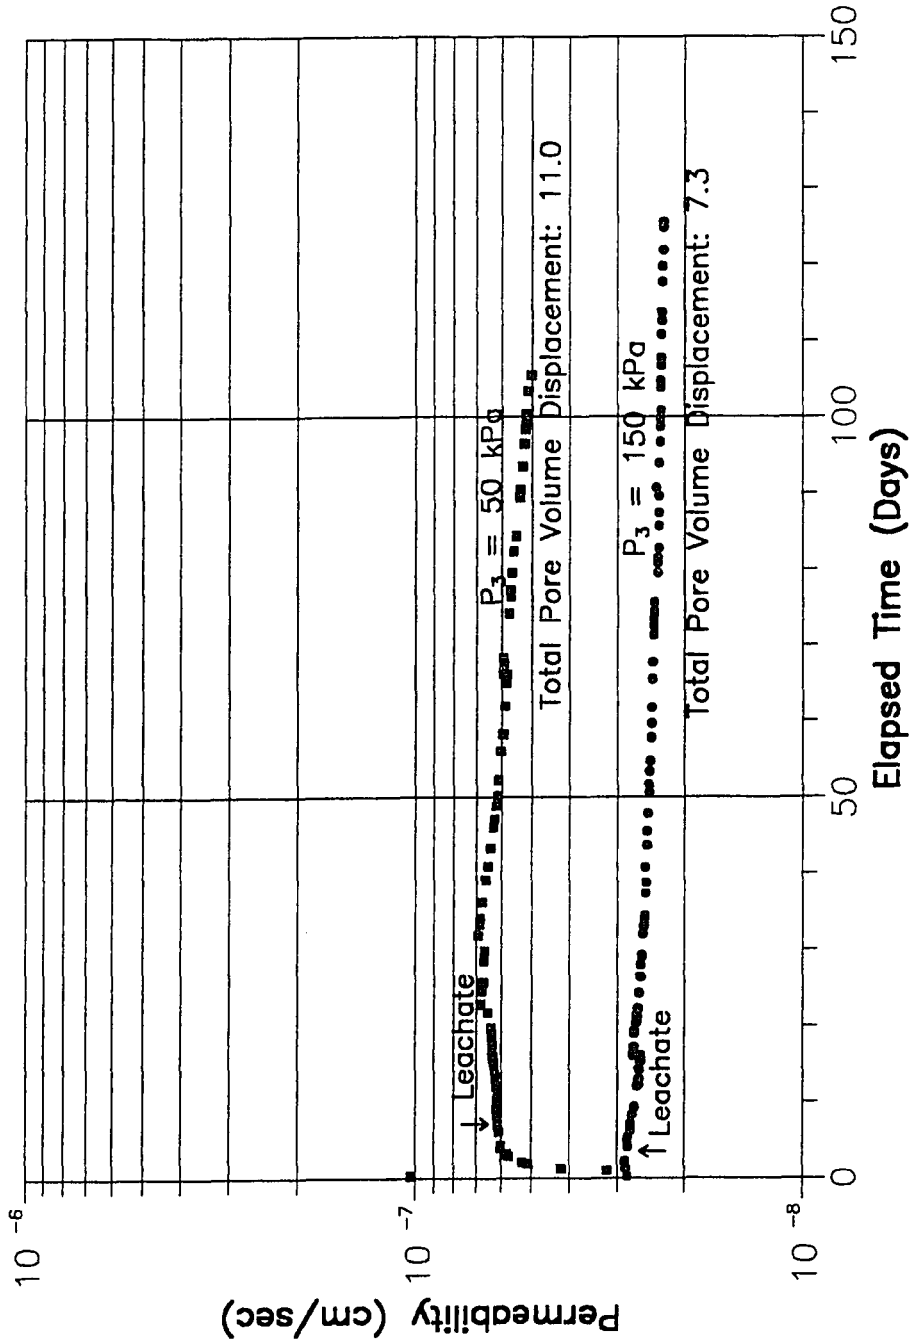 Permeability (cm/sec)
10 -6
10 -7
10 -8
Leachate
P3 = 50 kPa
Total Pore Volume Displacement: 11.0
P3 = 150 kPa
Total Pore Volume Displacement: 7.3
Leachate
0
50
100
150
Elapsed Time (Days)